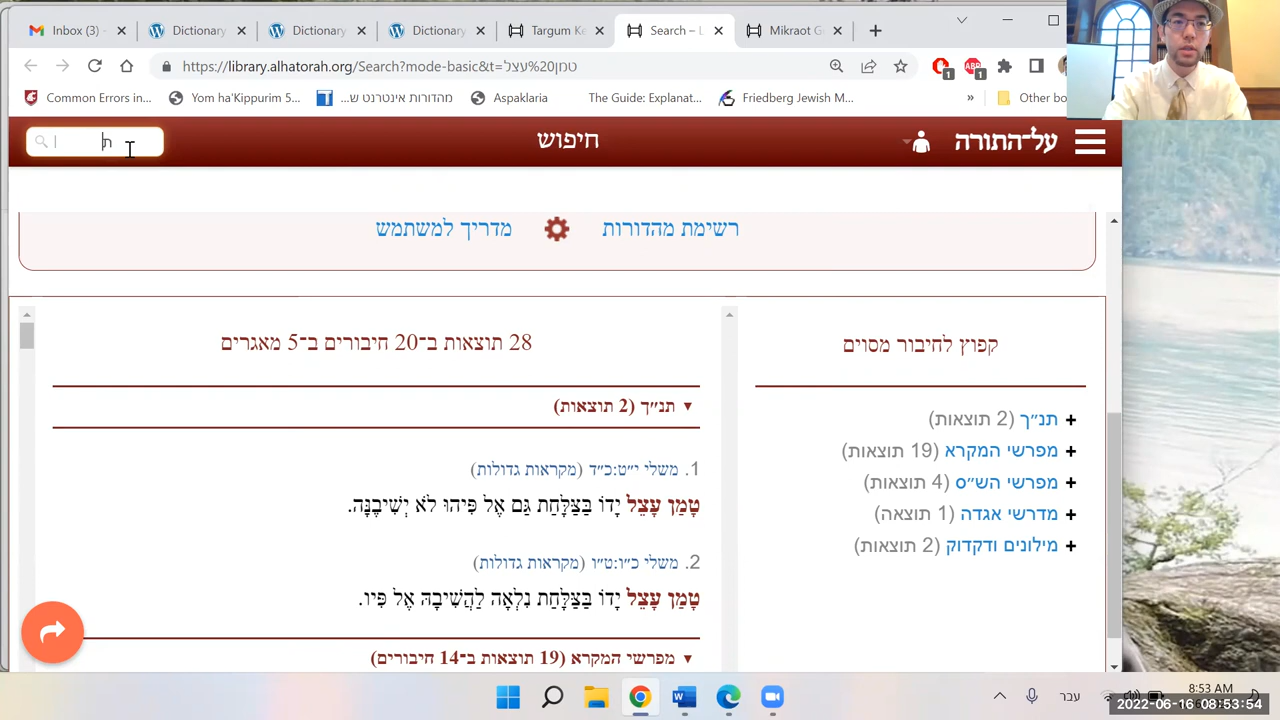 Inbox (3)
Dictionary
Dictionary
Dictionary
Targum Ke
Search – L
Mikraot G
https://library.alhatorah.org/Search?mode-basic&t=טמן%20עצל
Common Errors in...
Yom ha'Kippurim 5...
מהדורות אינטרנט ש...
Aspaklaria
The Guide: Explanat...
Friedberg Jewish M...
»
Other bo
על־התורה
חיפוש
ת
רשימת מהדורות
מדריך למשתמש
28 תוצאות ב־20 חיבורים ב־5 מאגרים
תנ״ך (2 תוצאות)
1. משלי י״ט:כ״ד (מקראות גדולות)
טָמַן עָצֵל יָדוֹ בַּצַּלָּחַת גַּם אֶל פִּיהוּ לֹא יְשִׁיבֶנָּה.
2. משלי כ״ו:ט״ו (מקראות גדולות)
טָמַן עָצֵל יָדוֹ בַּצַּלָּחַת נִלְאָה לַהֲשִׁיבָהּ אֶל פִּיו.
מפרשי המקרא (19 תוצאות ב־14 חיבורים)
קפוץ לחיבור מסוים
+ תנ״ך (2 תוצאות)
+ מפרשי המקרא (19 תוצאות)
+ מפרשי הש״ס (4 תוצאות)
+ מדרשי אגדה (1 תוצאה)
+ מילונים ודקדוק (2 תוצאות)
עבר
8:53 AM
2022-06-16 08:53:54